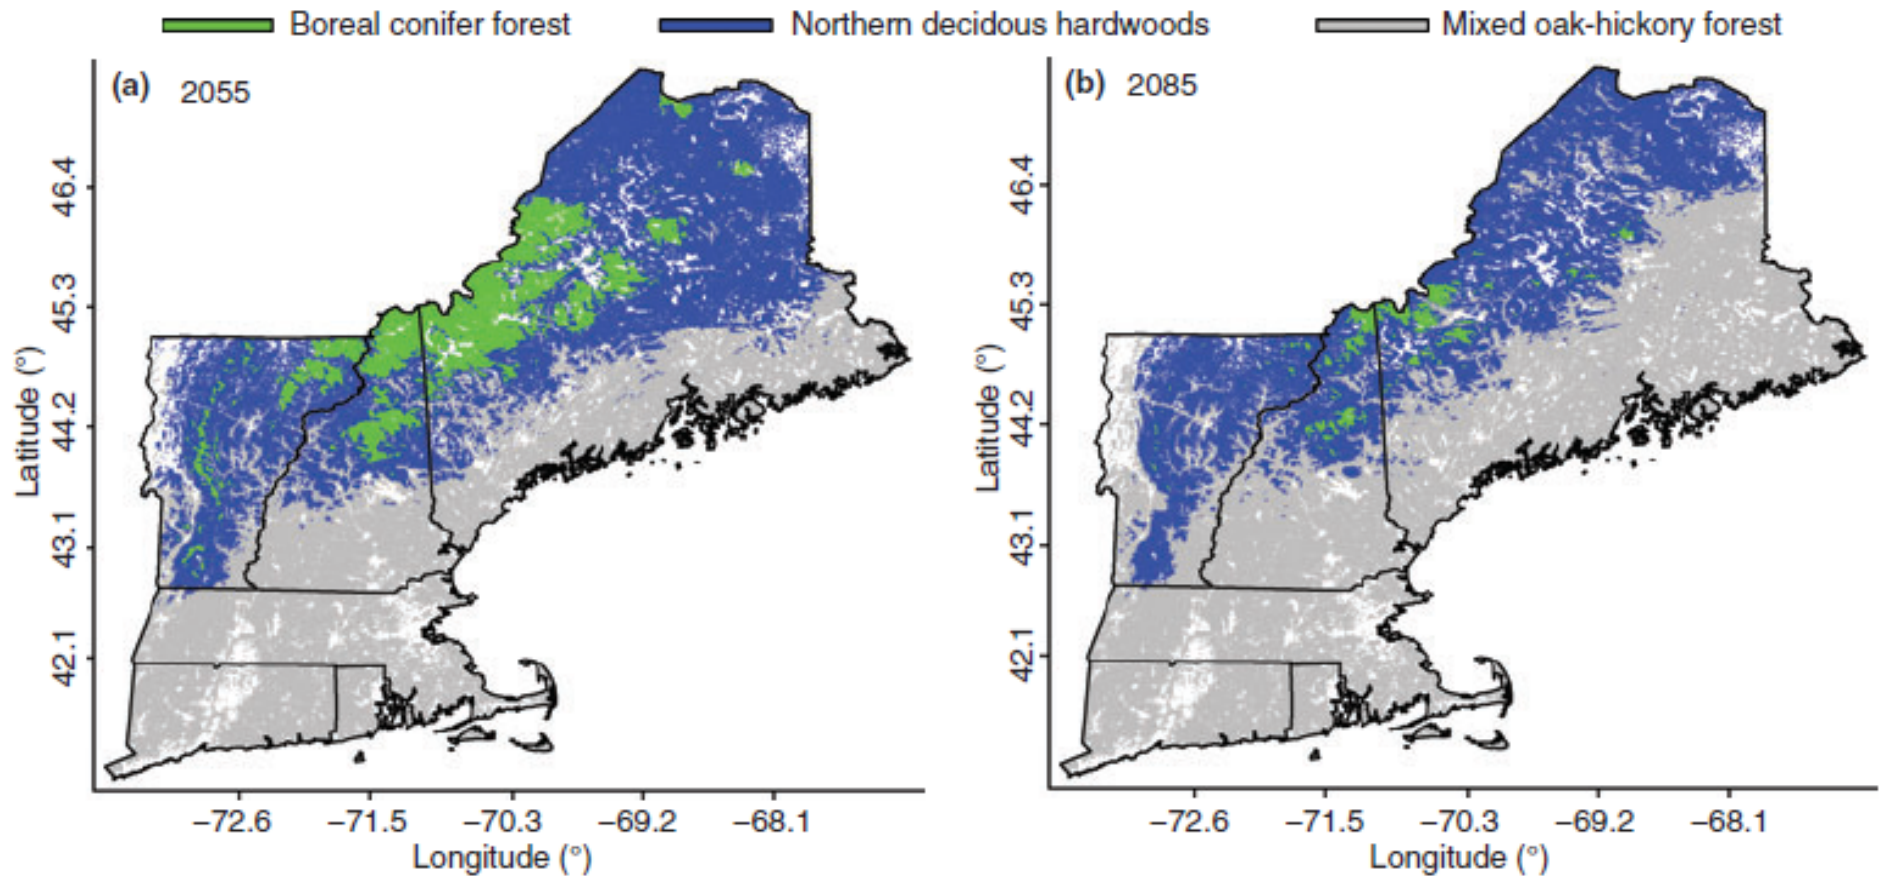 Boreal conifer forest Northern decidous hardwoods Mixed oak-hickory forest
(a) 2055
46.4
45.3
44.2
43.1
42.1
Latitude (°)
−72.6 −71.5 −70.3 −69.2 −68.1
Longitude (°)
(b) 2085
46.4
45.3
44.2
43.1
42.1
Latitude (°)
−72.6 −71.5 −70.3 −69.2 −68.1
Longitude (°)